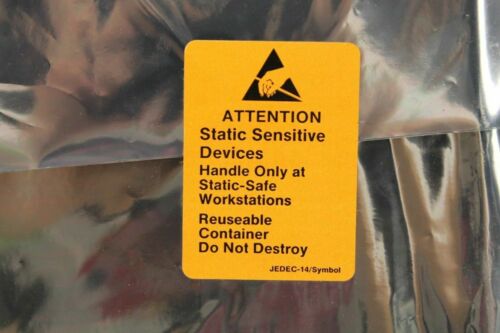 ATTENTION
Static Sensitive
Devices
Handle Only at
Static-Safe
Workstations
Reuseable
Container
Do Not Destroy
JEDEC-14/Symbol